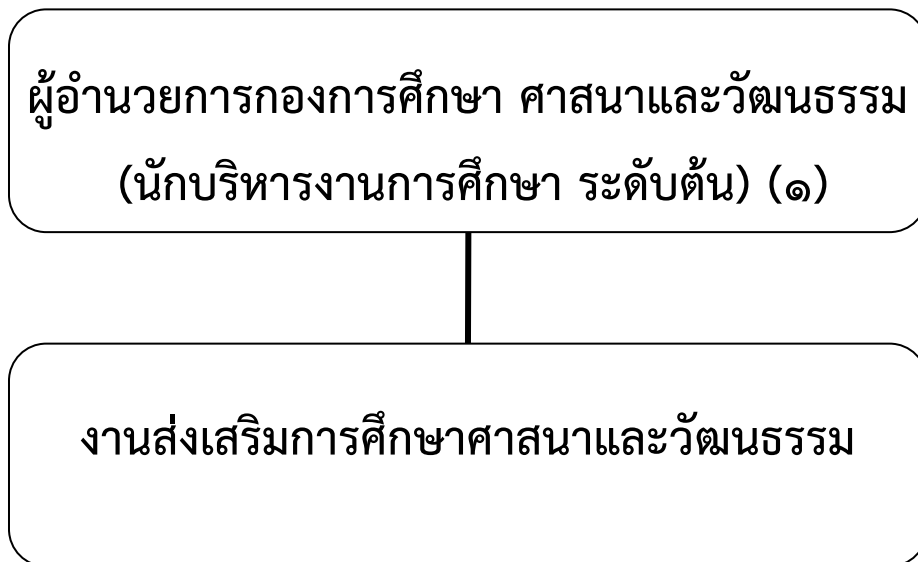 ผู้อำนวยการกองการศึกษา ศาสนาและวัฒนธรรม
(นักบริหารงานการศึกษา ระดับต้น) (๑)
งานส่งเสริมการศึกษาศาสนาและวัฒนธรรม